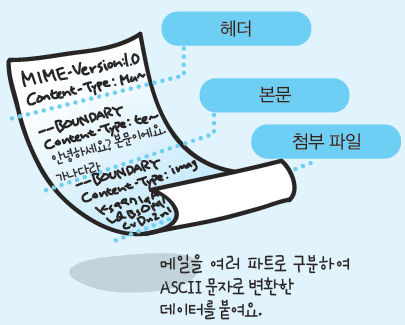 헤더
MIME-Version:1.0
Content-Type: Mu~
본문
--BOUNDARY
Content-Type: te~
안녕하세요? 본문이에요.
가나다라
첨부 파일
--BOUNDARY
Content-Type: imag
메일을 여러 파트로 구분하여
ASCII 문자로 변환한
데이터를 붙여요.